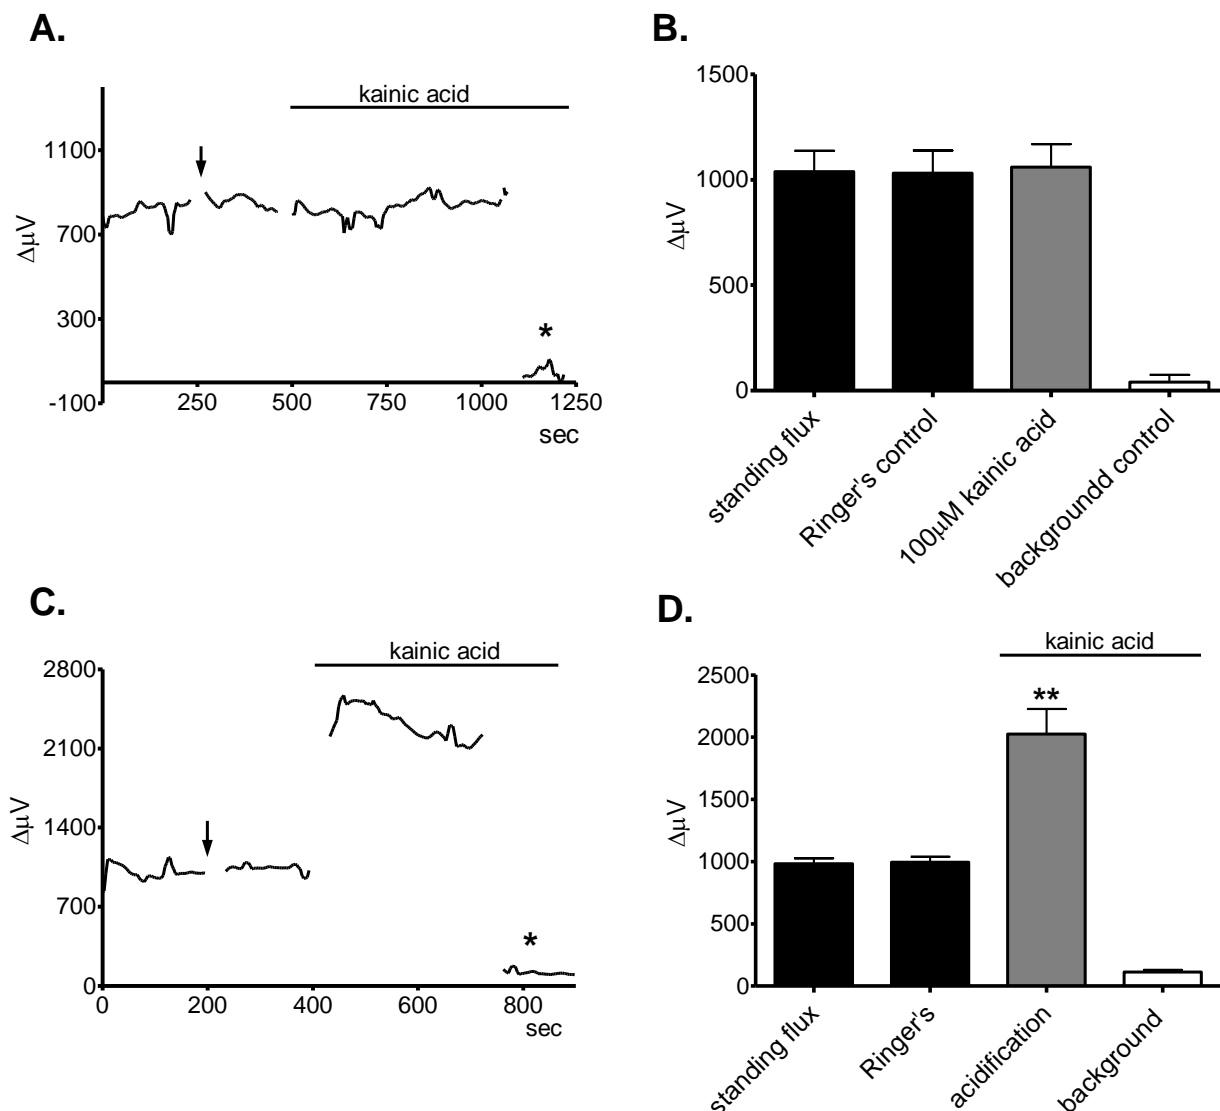 A.
kainic acid
1100
700
300
-100
ΔμV
*
250 500 750 1000 1250
sec
B.
1500
1000
500
0
ΔμV
standing flux
Ringer's control
100μM kainic acid
backgroundd control
C.
kainic acid
2800
2100
1400
700
0
ΔμV
*
0 200 400 600 800
sec
D.
kainic acid
2500
2000
1500
1000
500
0
ΔμV
**
standing flux
Ringer's
acidification
background